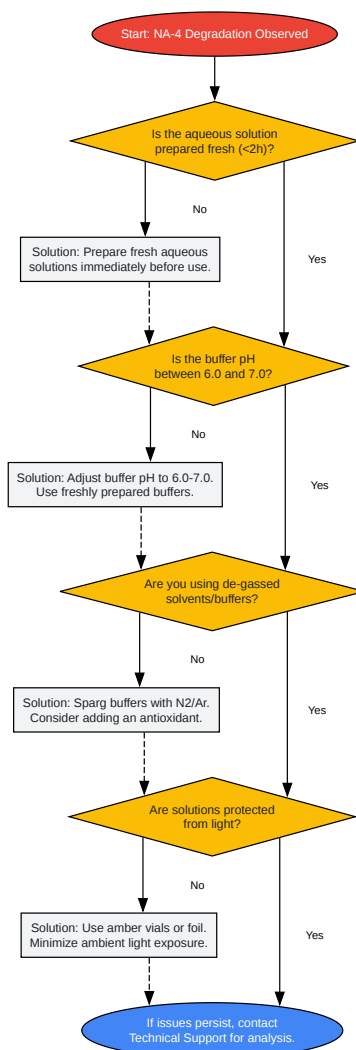 Start: NA-4 Degradation Observed
Is the aqueous solution
prepared fresh (<2h)?
No
Solution: Prepare fresh aqueous
solutions immediately before use.
Yes
Is the buffer pH
between 6.0 and 7.0?
No
Solution: Adjust buffer pH to 6.0-7.0.
Use freshly prepared buffers.
Yes
Are you using de-gassed
solvents/buffers?
No
Solution: Sparg buffers with N2/Ar.
Consider adding an antioxidant.
Yes
Are solutions protected
from light?
No
Solution: Use amber vials or foil.
Minimize ambient light exposure.
Yes
If issues persist, contact
Technical Support for analysis.